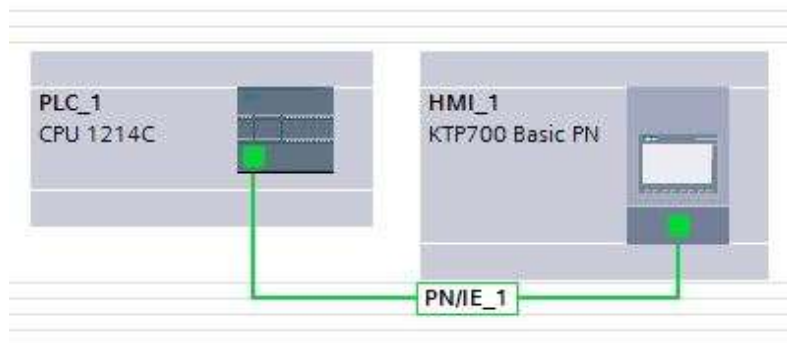 PLC_1
CPU 1214C
HMI_1
KTP700 Basic PN
PN/IE_1